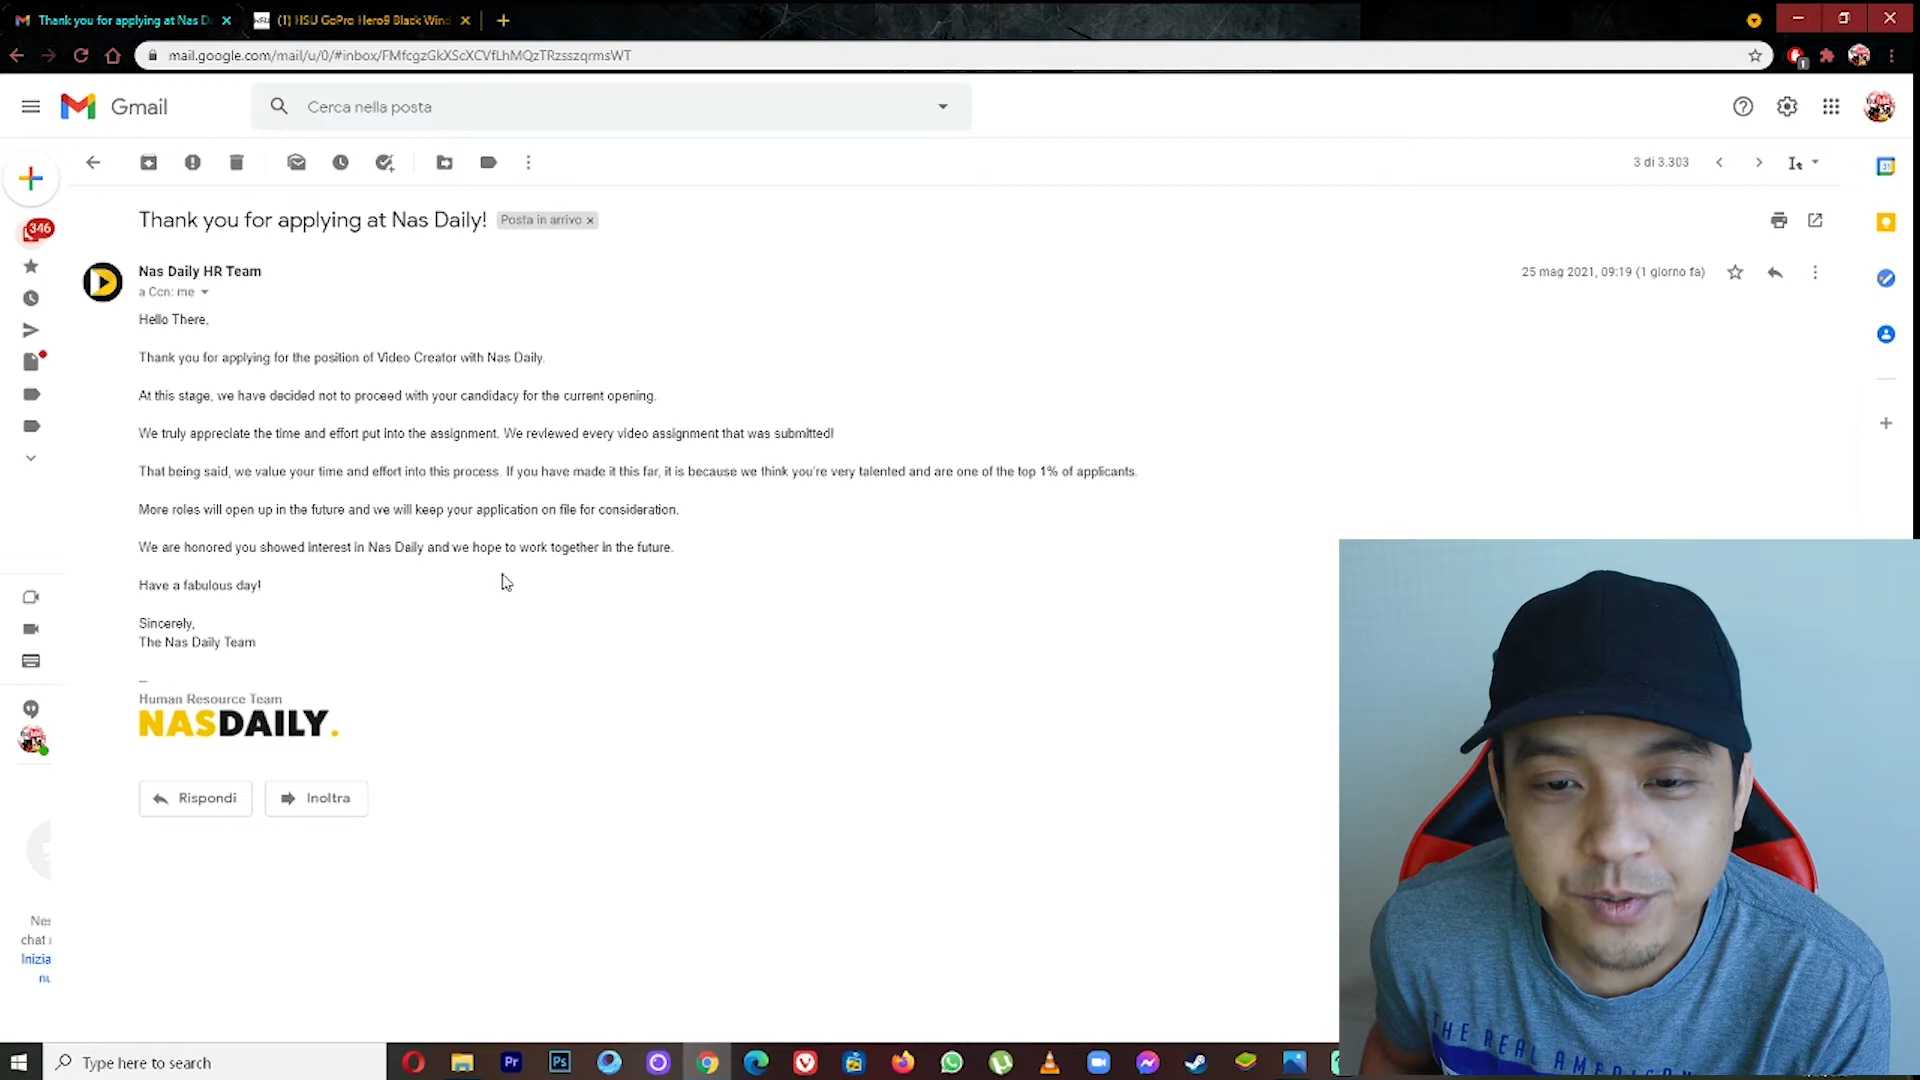 Thank you for applying at Nas D
(1) HSU GoPro Hero9 Black Wind
mail.google.com/mail/u/0/#inbox/FMfcgzGkXScXCVfLhMQzTRzsszqrmsWT
Gmail
Cerca nella posta
3 di 3.303
346
Thank you for applying at Nas Daily!
Posta in arrivo
Nas Daily HR Team
25 mag 2021, 09:19 (1 giorno fa)
a Ccn: me
Hello There,
Thank you for applying for the position of Video Creator with Nas Daily.
At this stage, we have decided not to proceed with your candidacy for the current opening.
We truly appreciate the time and effort put into the assignment. We reviewed every video assignment that was submitted!
That being said, we value your time and effort into this process. If you have made it this far, it is because we think you're very talented and are one of the top 1% of applicants.
More roles will open up in the future and we will keep your application on file for consideration.
We are honored you showed interest in Nas Daily and we hope to work together in the future.
Have a fabulous day!
Sincerely,
The Nas Daily Team
--
Human Resource Team
NASDAILY.
Rispondi
Inoltra
Nes
chat
Inizia
nu
THE REAL AMERICAN
Type here to search
Pr
Ps